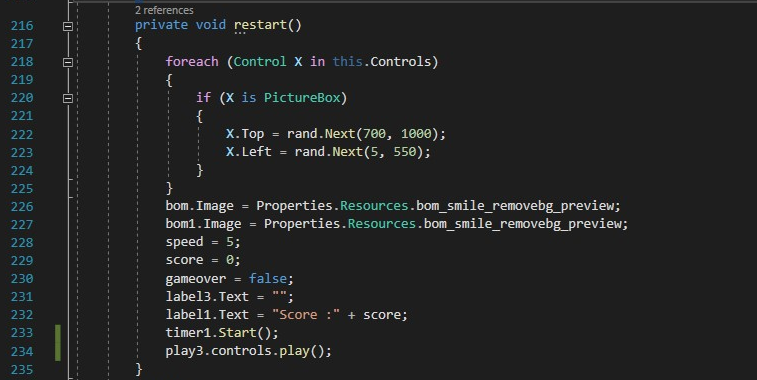 2 references
216 private void restart()
217 {
218 foreach (Control X in this.Controls)
219 {
220 if (X is PictureBox)
221 {
222 X.Top = rand.Next(700, 1000);
223 X.Left = rand.Next(5, 550);
224 }
225 }
226 bom.Image = Properties.Resources.bom_smile_removebg_preview;
227 bom1.Image = Properties.Resources.bom_smile_removebg_preview;
228 speed = 5;
229 score = 0;
230 gameover = false;
231 label3.Text = "";
232 label1.Text = "Score :" + score;
233 timer1.Start();
234 play3.controls.play();
235 }